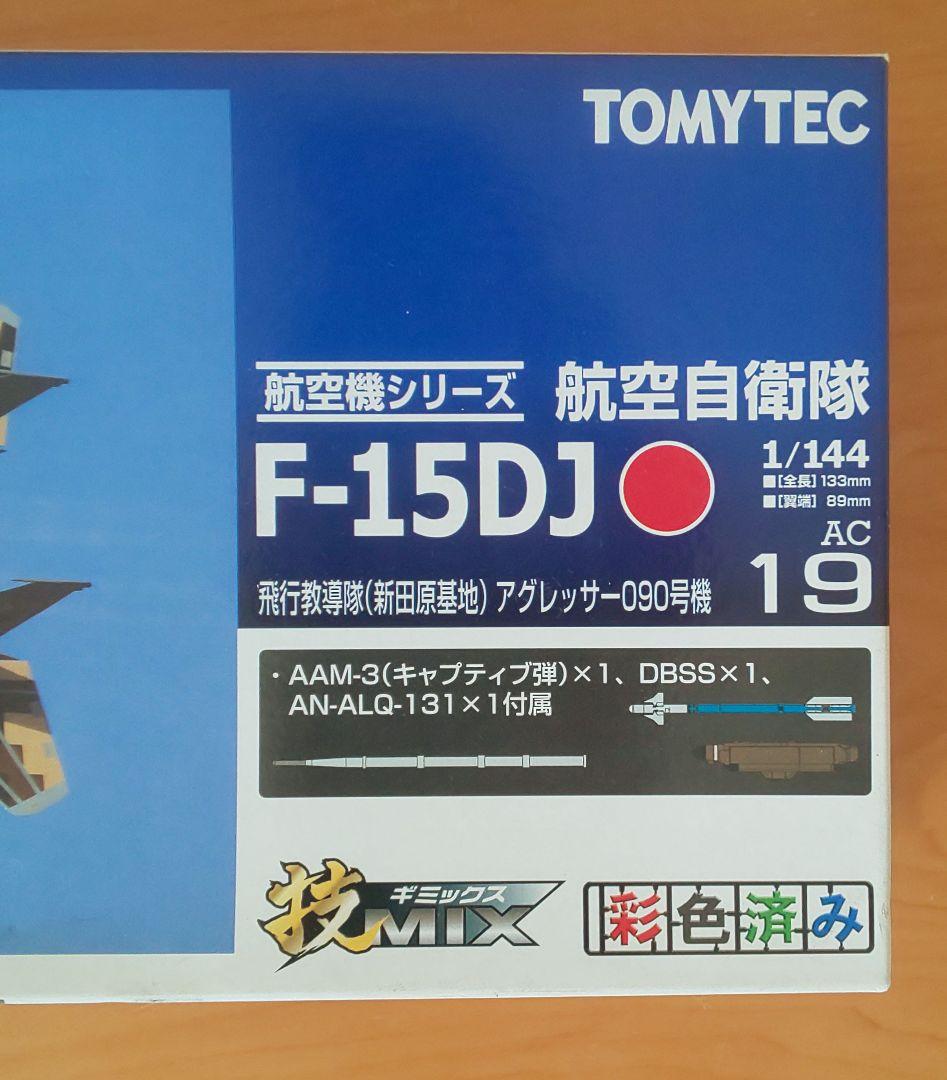 TOMYTEC
航空機シリーズ 航空自衛隊
F-15DJ
1/144
■[全長]133mm
■[翼端] 89mm
AC
19
飛行教導隊(新田原基地) アグレッサー090号機
・AAM-3(キャプティブ弾)×1、DBSS×1、
AN-ALQ-131×1付属
技MIX
ギミックス
彩色済み